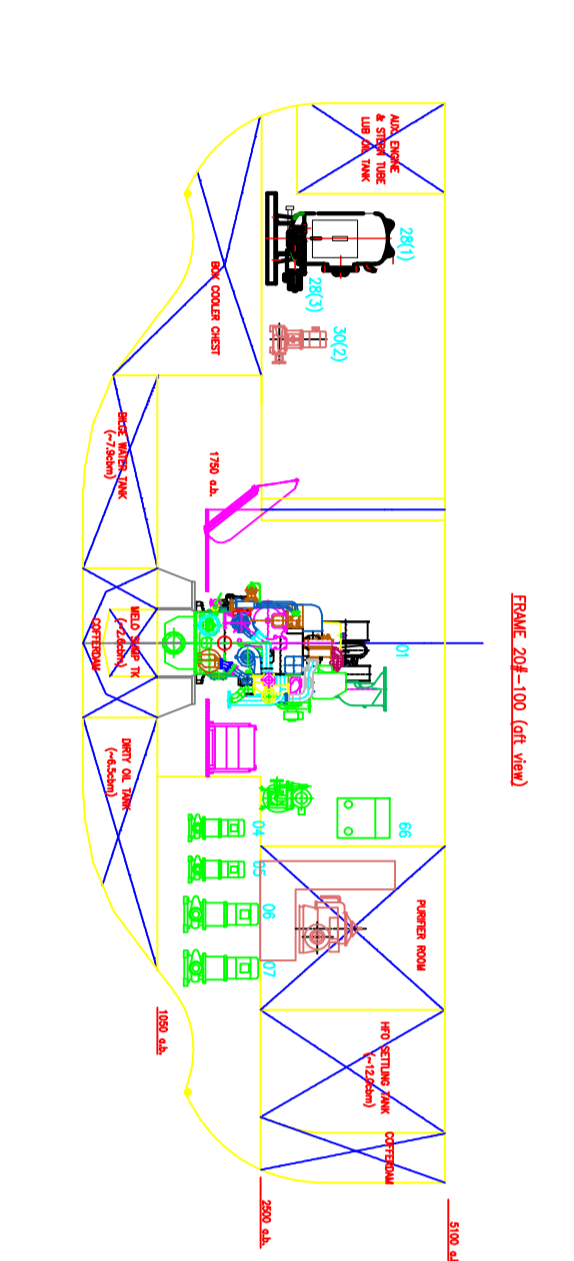 FRAME 20#-100 (aft view)
AUX. ENGINE
& STERN TUBE
LUB OIL TANK
28(1)
28(3)
30(2)
BOX COOLER CHEST
BILGE WATER TANK
(~7.9cbm)
1750 a.b.
01
MELO SUMP TK
(~2.6cbm)
COFFERDAM
DIRTY OIL TANK
(~6.5cbm)
66
04
05
06
07
PURIFIER ROOM
HFO SETTLING TANK
(~12.0cbm)
COFFERDAM
1050 a.b.
2500 a.b.
5100 a.